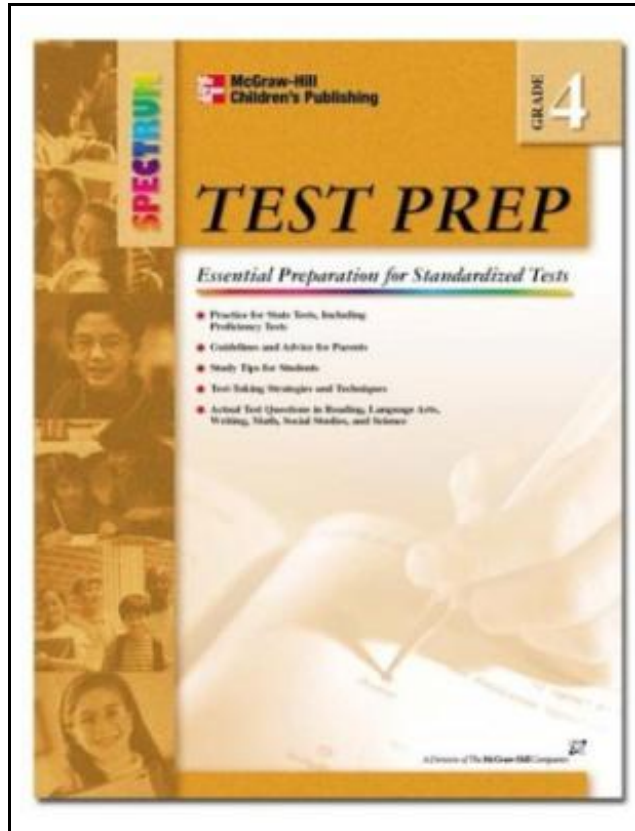 McGraw-Hill
Children's Publishing
GRADE
4
SPECTRUM
TEST PREP
Essential Preparation for Standardized Tests
Practice for State Tests, Including
Proficiency Tests
Guidelines and Advice for Parents
Study Tips for Students
Test-Taking Strategies and Techniques
Actual Test Questions in Reading, Language Arts,
Writing, Math, Social Studies, and Science
A Division of The McGraw-Hill Companies